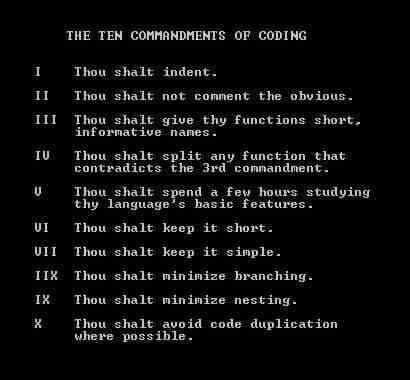 THE TEN COMMANDMENTS OF CODING
I Thou shalt indent.
II Thou shalt not comment the obvious.
III Thou shalt give thy functions short,
informative names.
IV Thou shalt split any function that
contradicts the 3rd commandment.
V Thou shalt spend a few hours studying
thy language's basic features.
VI Thou shalt keep it short.
VII Thou shalt keep it simple.
IIX Thou shalt minimize branching.
IX Thou shalt minimize nesting.
X Thou shalt avoid code duplication
where possible.